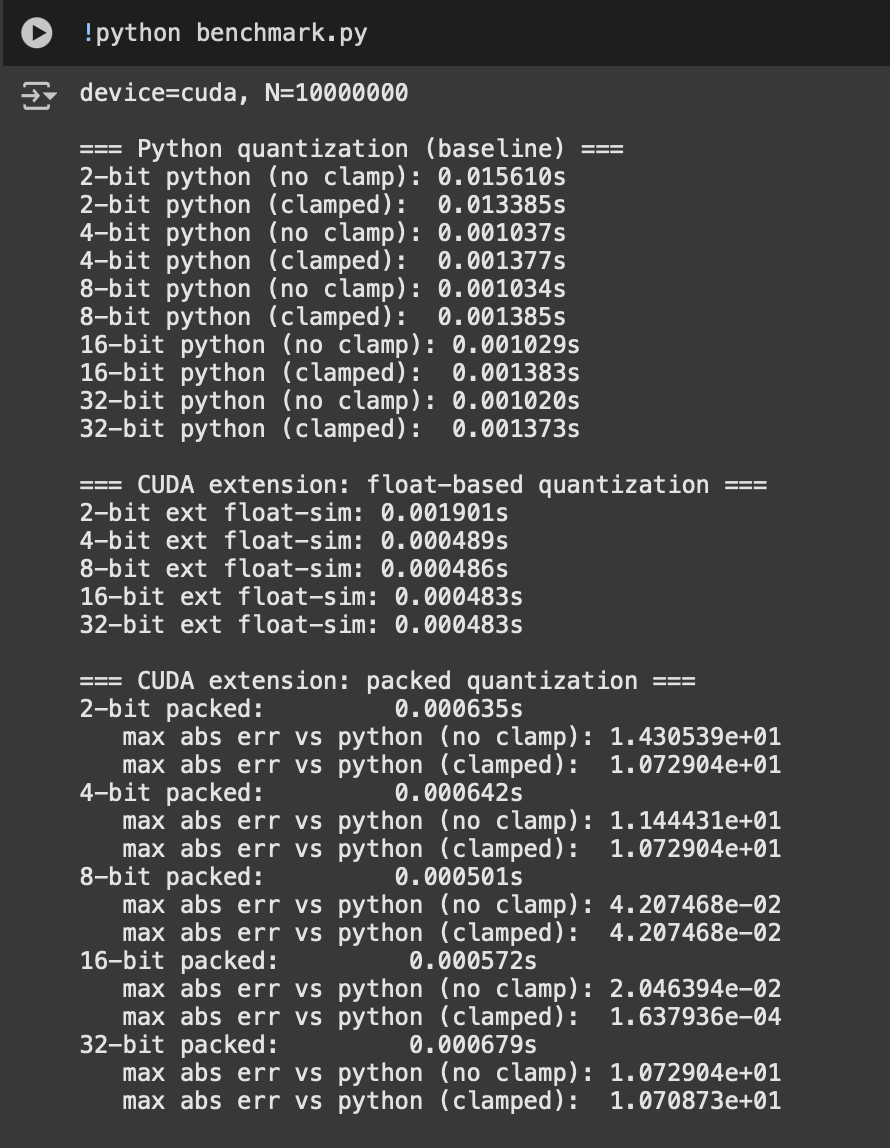 !python benchmark.py
device=cuda, N=10000000
=== Python quantization (baseline) ===
2-bit python (no clamp): 0.015610s
2-bit python (clamped):  0.013385s
4-bit python (no clamp): 0.001037s
4-bit python (clamped):  0.001377s
8-bit python (no clamp): 0.001034s
8-bit python (clamped):  0.001385s
16-bit python (no clamp): 0.001029s
16-bit python (clamped):  0.001383s
32-bit python (no clamp): 0.001020s
32-bit python (clamped):  0.001373s
=== CUDA extension: float-based quantization ===
2-bit ext float-sim: 0.001901s
4-bit ext float-sim: 0.000489s
8-bit ext float-sim: 0.000486s
16-bit ext float-sim: 0.000483s
32-bit ext float-sim: 0.000483s
=== CUDA extension: packed quantization ===
2-bit packed:         0.000635s
   max abs err vs python (no clamp): 1.430539e+01
   max abs err vs python (clamped):  1.072904e+01
4-bit packed:         0.000642s
   max abs err vs python (no clamp): 1.144431e+01
   max abs err vs python (clamped):  1.072904e+01
8-bit packed:         0.000501s
   max abs err vs python (no clamp): 4.207468e-02
   max abs err vs python (clamped):  4.207468e-02
16-bit packed:         0.000572s
   max abs err vs python (no clamp): 2.046394e-02
   max abs err vs python (clamped):  1.637936e-04
32-bit packed:         0.000679s
   max abs err vs python (no clamp): 1.072904e+01
   max abs err vs python (clamped):  1.070873e+01